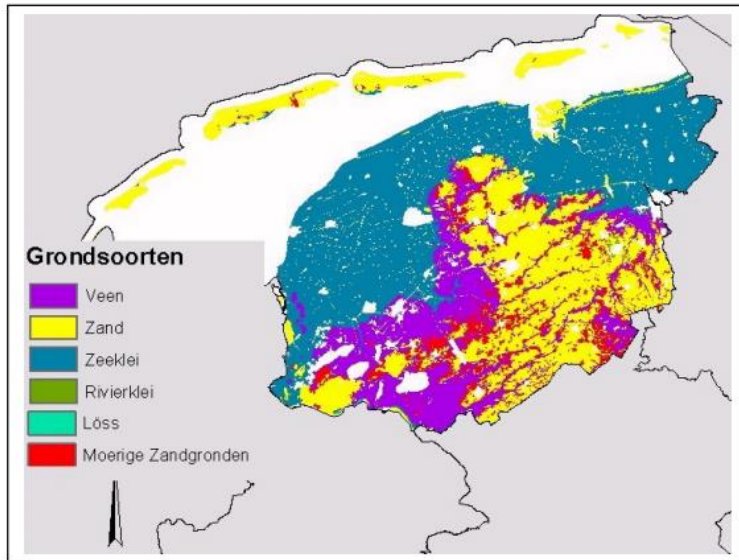 Grondsoorten
Veen
Zand
Zeeklei
Rivierklei
Löss
Moerige Zandgronden